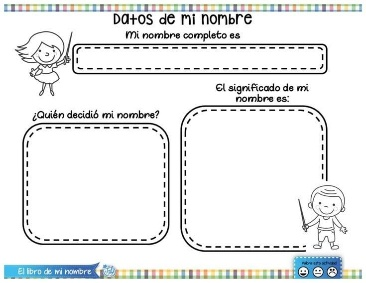 Datos de mi nombre
Mi nombre completo es
El significado de mi
nombre es:
¿Quién decidió mi nombre?
El libro de mi nombre